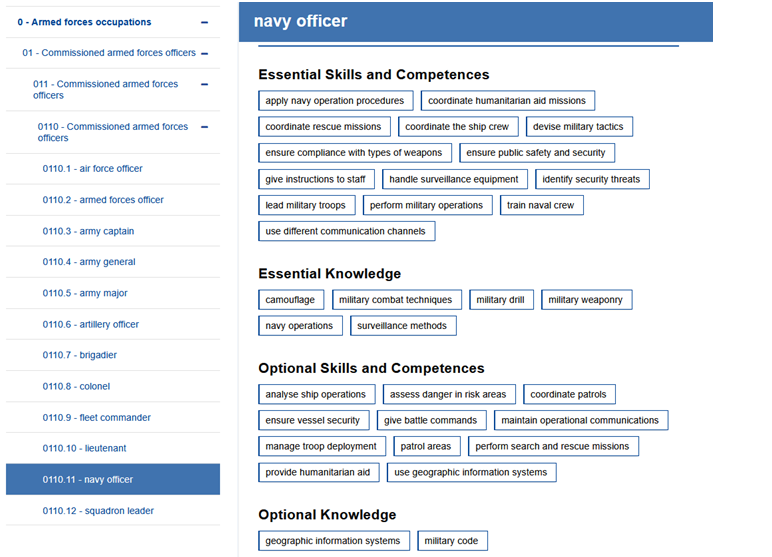 0 - Armed forces occupations
01 - Commissioned armed forces officers
011 - Commissioned armed forces
officers
0110 - Commissioned armed forces
officers
0110.1 - air force officer
0110.2 - armed forces officer
0110.3 - army captain
0110.4 - army general
0110.5 - army major
0110.6 - artillery officer
0110.7 - brigadier
0110.8 - colonel
0110.9 - fleet commander
0110.10 - lieutenant
0110.11 - navy officer
0110.12 - squadron leader
navy officer
Essential Skills and Competences
apply navy operation procedures coordinate humanitarian aid missions
coordinate rescue missions coordinate the ship crew devise military tactics
ensure compliance with types of weapons ensure public safety and security
give instructions to staff handle surveillance equipment identify security threats
lead military troops perform military operations train naval crew
use different communication channels
Essential Knowledge
camouflage military combat techniques military drill military weaponry
navy operations surveillance methods
Optional Skills and Competences
analyse ship operations assess danger in risk areas coordinate patrols
ensure vessel security give battle commands maintain operational communications
manage troop deployment patrol areas perform search and rescue missions
provide humanitarian aid use geographic information systems
Optional Knowledge
geographic information systems military code